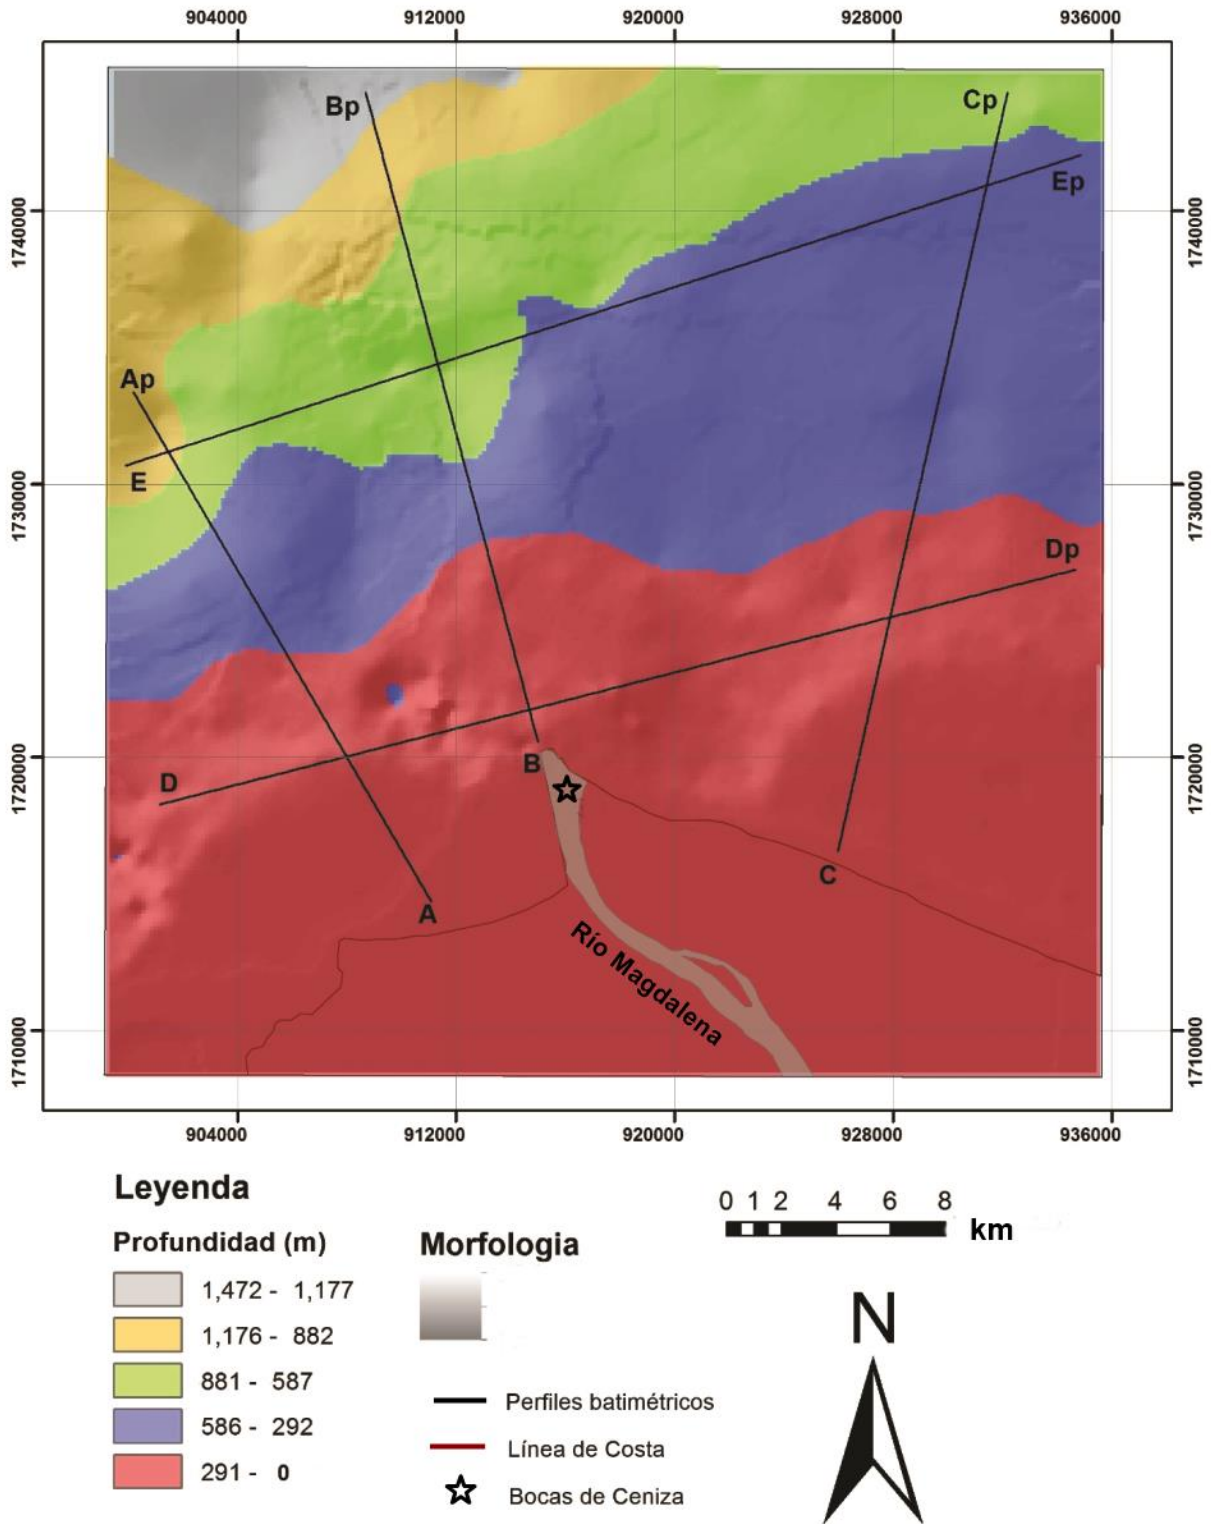 904000 912000 920000 928000 936000
Bp
Cp
Ep
1740000 1740000
Ap
E
1730000 1730000
Dp
D
B
1720000 1720000
C
A
Río Magdalena
1710000 1710000
904000 912000 920000 928000 936000
Leyenda
Profundidad (m)
1,472 - 1,177
1,176 - 882
881 - 587
586 - 292
291 - 0
Morfologia
Perfiles batimétricos
Línea de Costa
Bocas de Ceniza
0 1 2 4 6 8 km
N